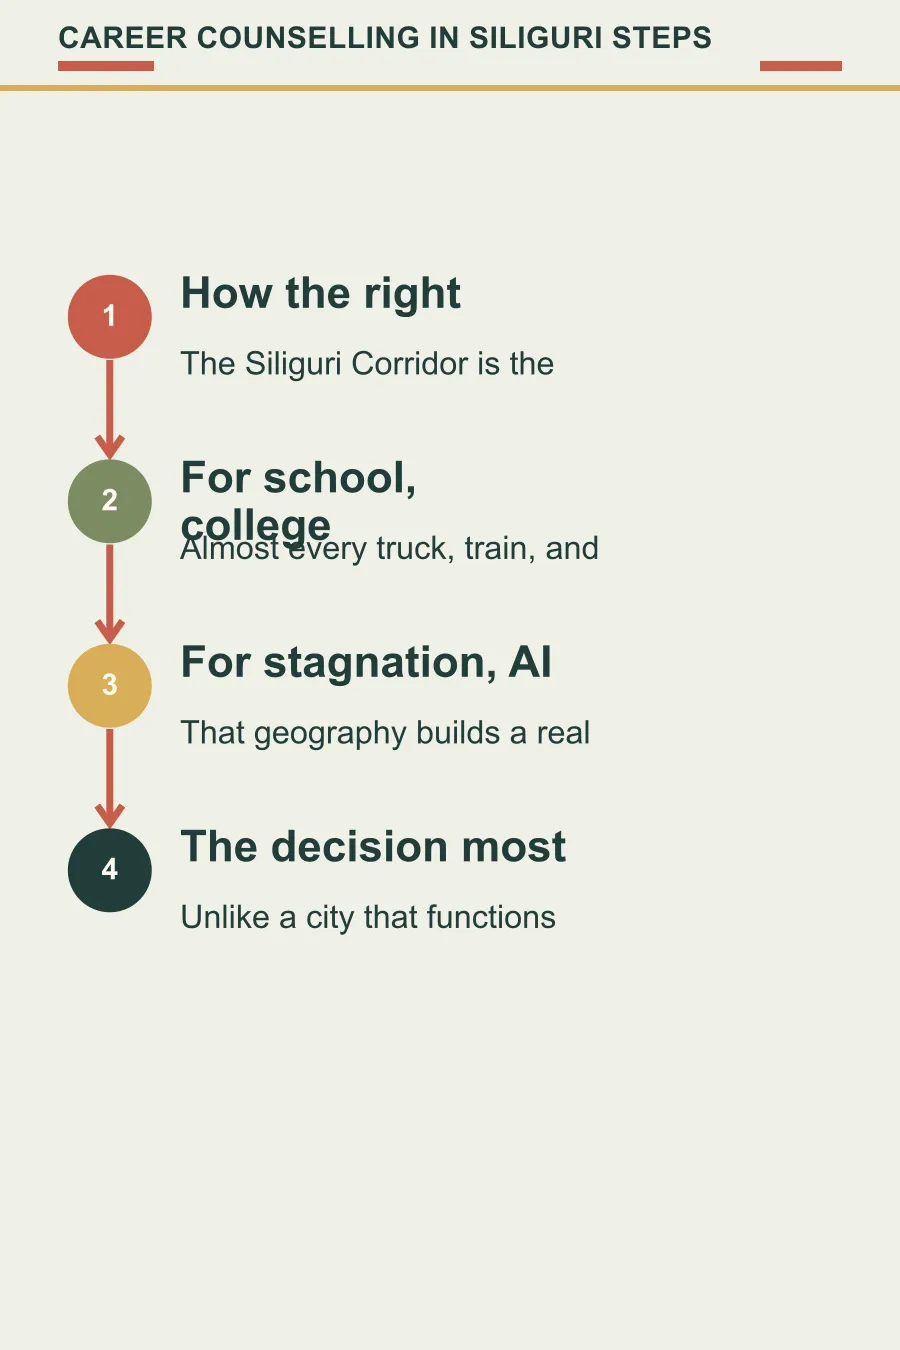 CAREER COUNSELLING IN SILIGURI STEPS
1
How the right
The Siliguri Corridor is the
2
For school,
college
Almost every truck, train, and
3
For stagnation, AI
That geography builds a real
4
The decision most
Unlike a city that functions